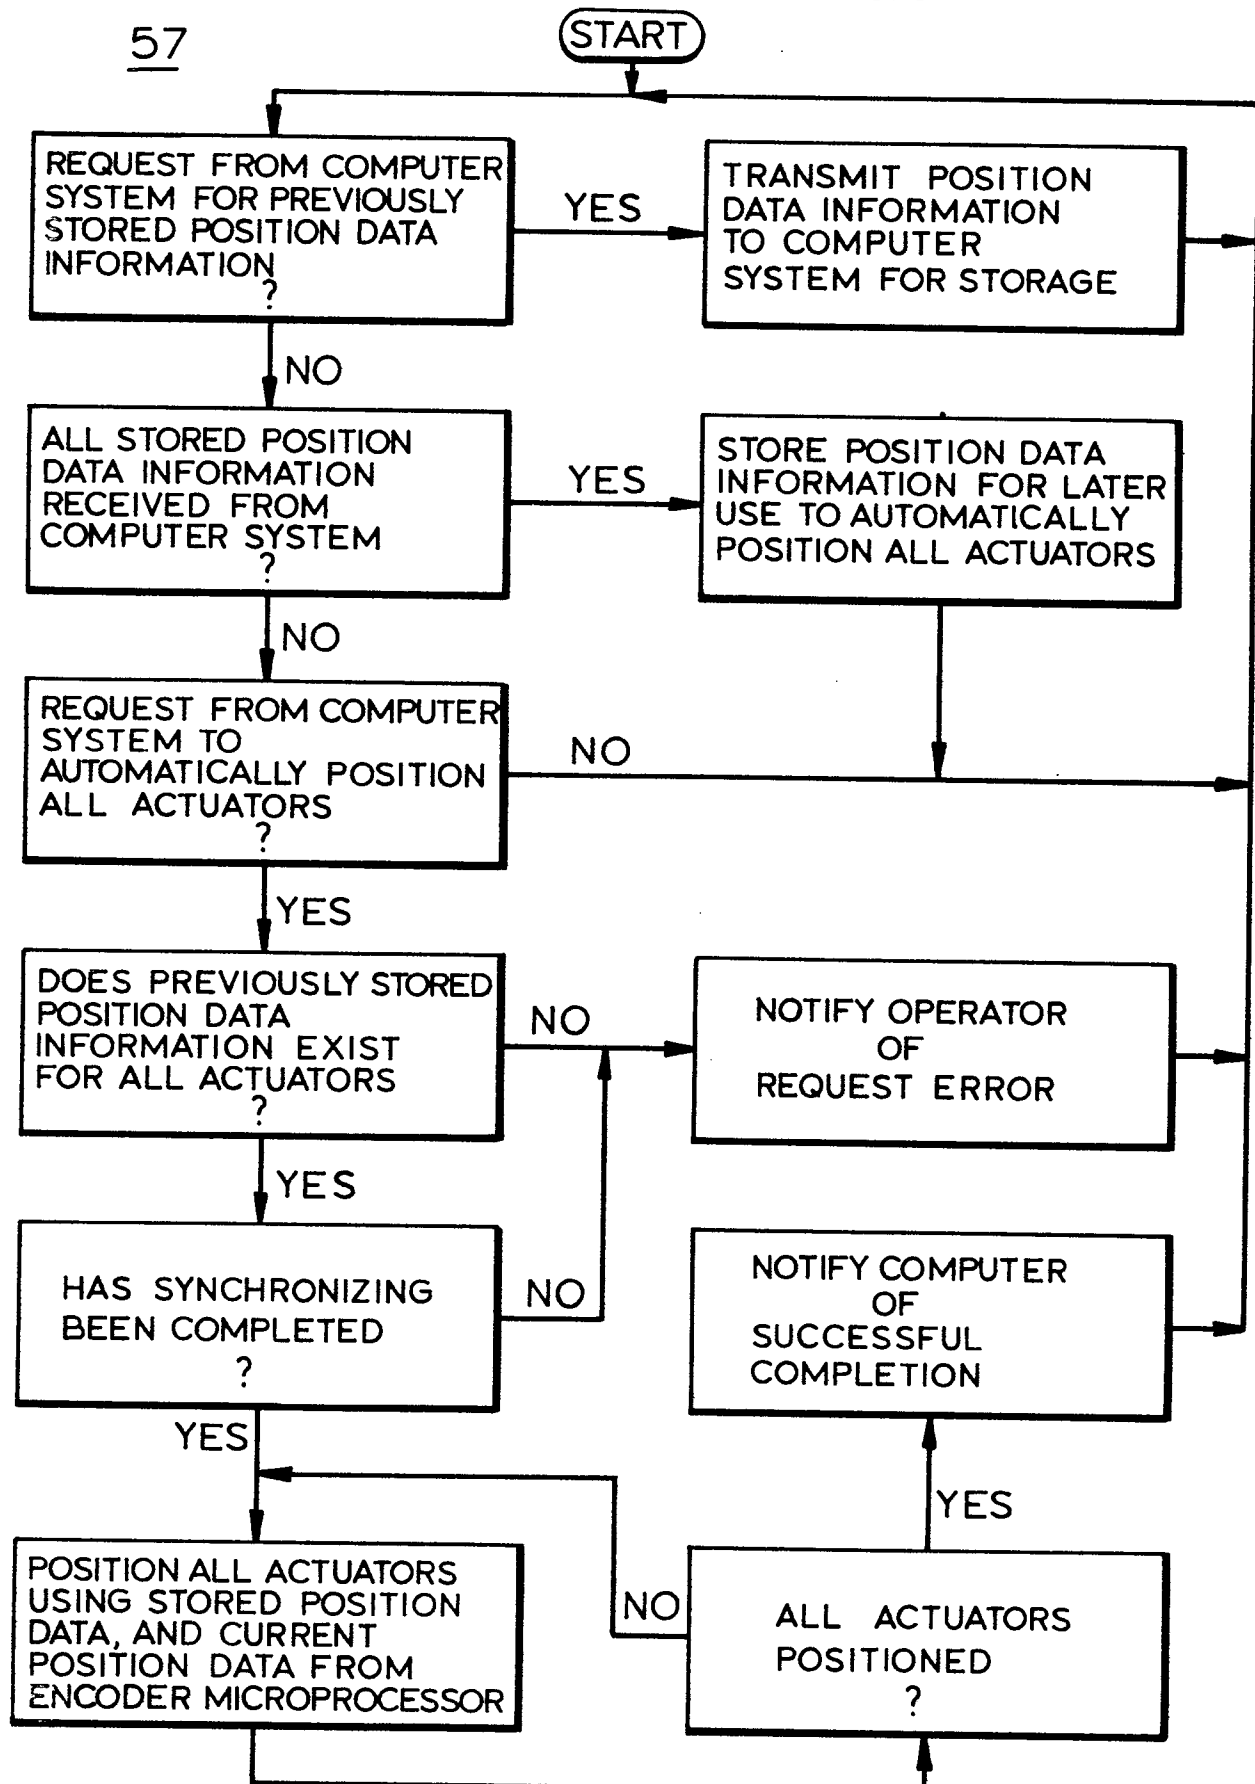 57
START
REQUEST FROM COMPUTER
SYSTEM FOR PREVIOUSLY
STORED POSITION DATA
INFORMATION
?
YES
TRANSMIT POSITION
DATA INFORMATION
TO COMPUTER
SYSTEM FOR STORAGE
NO
ALL STORED POSITION
DATA INFORMATION
RECEIVED FROM
COMPUTER SYSTEM
?
YES
STORE POSITION DATA
INFORMATION FOR LATER
USE TO AUTOMATICALLY
POSITION ALL ACTUATORS
NO
REQUEST FROM COMPUTER
SYSTEM TO
AUTOMATICALLY POSITION
ALL ACTUATORS
?
NO
YES
DOES PREVIOUSLY STORED
POSITION DATA
INFORMATION EXIST
FOR ALL ACTUATORS
?
NO
NOTIFY OPERATOR
OF
REQUEST ERROR
YES
HAS SYNCHRONIZING
BEEN COMPLETED
?
NO
NOTIFY COMPUTER
OF
SUCCESSFUL
COMPLETION
YES
YES
POSITION ALL ACTUATORS
USING STORED POSITION
DATA, AND CURRENT
POSITION DATA FROM
ENCODER MICROPROCESSOR
NO
ALL ACTUATORS
POSITIONED
?